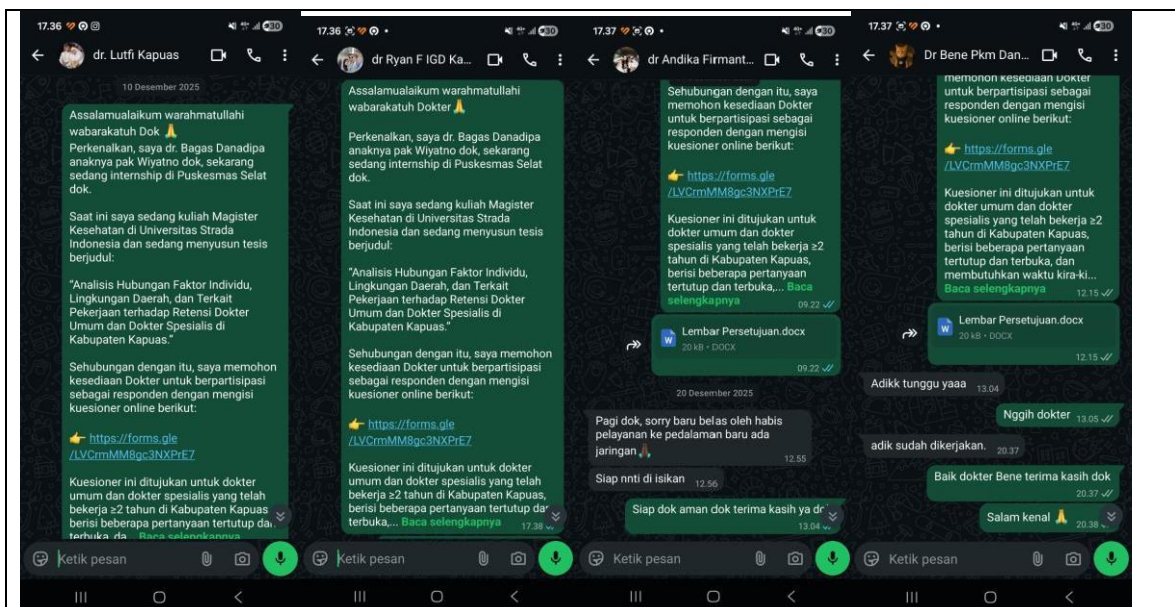 17.36
30
dr. Lutfi Kapuas
10 Desember 2025
Assalamualaikum warahmatullahi
wabarakatuh Dok 🙏
Perkenalkan, saya dr. Bagas Danadipa
anaknya pak Wiyatno dok, sekarang
sedang internship di Puskesmas Selat
dok.
Saat ini saya sedang kuliah Magister
Kesehatan di Universitas Strada
Indonesia dan sedang menyusun tesis
berjudul:
"Analisis Hubungan Faktor Individu,
Lingkungan Daerah, dan Terkait
Pekerjaan terhadap Retensi Dokter
Umum dan Dokter Spesialis di
Kabupaten Kapuas."
Sehubungan dengan itu, saya memohon
kesediaan Dokter untuk berpartisipasi
sebagai responden dengan mengisi
kuesioner online berikut:
👉 https://forms.gle
/LVCrmMM8gc3NXPrE7
Kuesioner ini ditujukan untuk dokter
umum dan dokter spesialis yang telah
bekerja ≥2 tahun di Kabupaten Kapuas,
berisi beberapa pertanyaan tertutup dan
terbuka, da... Baca selengkapnya
Ketik pesan
17.36
30
dr Ryan F IGD Ka...
Assalamualaikum warahmatullahi
wabarakatuh Dokter 🙏
Perkenalkan, saya dr. Bagas Danadipa
anaknya pak Wiyatno dok, sekarang
sedang internship di Puskesmas Selat
dok.
Saat ini saya sedang kuliah Magister
Kesehatan di Universitas Strada
Indonesia dan sedang menyusun tesis
berjudul:
"Analisis Hubungan Faktor Individu,
Lingkungan Daerah, dan Terkait
Pekerjaan terhadap Retensi Dokter
Umum dan Dokter Spesialis di
Kabupaten Kapuas."
Sehubungan dengan itu, saya memohon
kesediaan Dokter untuk berpartisipasi
sebagai responden dengan mengisi
kuesioner online berikut:
👉 https://forms.gle
/LVCrmMM8gc3NXPrE7
Kuesioner ini ditujukan untuk dokter
umum dan dokter spesialis yang telah
bekerja ≥2 tahun di Kabupaten Kapuas,
berisi beberapa pertanyaan tertutup dan
terbuka,... Baca selengkapnya 17.38
Ketik pesan
17.37
30
dr Andika Firmant...
Sehubungan dengan itu, saya
memohon kesediaan Dokter
untuk berpartisipasi sebagai
responden dengan mengisi
kuesioner online berikut:
👉 https://forms.gle
/LVCrmMM8gc3NXPrE7
Kuesioner ini ditujukan untuk
dokter umum dan dokter
spesialis yang telah bekerja ≥2
tahun di Kabupaten Kapuas,
berisi beberapa pertanyaan
tertutup dan terbuka,... Baca
selengkapnya 09.22
Lembar Persetujuan.docx
20 kB • DOCX
09.22
20 Desember 2025
Pagi dok, sorry baru belas oleh habis
pelayanan ke pedalaman baru ada
jaringan 🙏
12.55
Siap nnti di isikan 12.56
Siap dok aman dok terima kasih ya
13.04
Ketik pesan
17.37
30
Dr Bene Pkm Dan...
memohon kesediaan Dokter
untuk berpartisipasi sebagai
responden dengan mengisi
kuesioner online berikut:
👉 https://forms.gle
/LVCrmMM8gc3NXPrE7
Kuesioner ini ditujukan untuk
dokter umum dan dokter
spesialis yang telah bekerja ≥2
tahun di Kabupaten Kapuas,
berisi beberapa pertanyaan
tertutup dan terbuka, dan
membutuhkan waktu kira-ki...
Baca selengkapnya 12.15
Lembar Persetujuan.docx
20 kB • DOCX
12.15
Adikk tunggu yaaa 13.04
Nggih dokter 13.05
adik sudah dikerjakan. 20.37
Baik dokter Bene terima kasih dok
20.37
Salam kenal 🙏 20.38
Ketik pesan